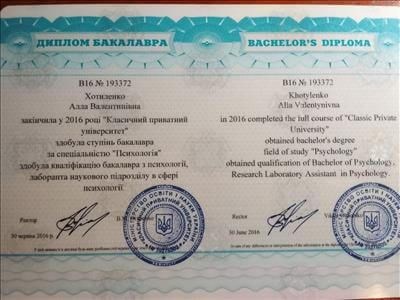 ДИПЛОМ БАКАЛАВРА
В16 № 193372
Хотиленко
Алла Валентинівна
закінчила у 2016 році "Класичний приватний
університет"
здобула ступінь бакалавра
за спеціальністю "Психологія"
здобула кваліфікацію бакалавра з психології,
лаборанта наукового підрозділу в сфері
психології.
Ректор
30 червня 2016 р.
BACHELOR'S DIPLOMA
B16 № 193372
Khotylenko
Alla Valentynivna
in 2016 completed the full course of "Classic Private
University"
obtained bachelor's degree
field of study "Psychology"
obtained qualification of Bachelor of Psychology,
Research Laboratory Assistant in Psychology.
Rector
30 June 2016